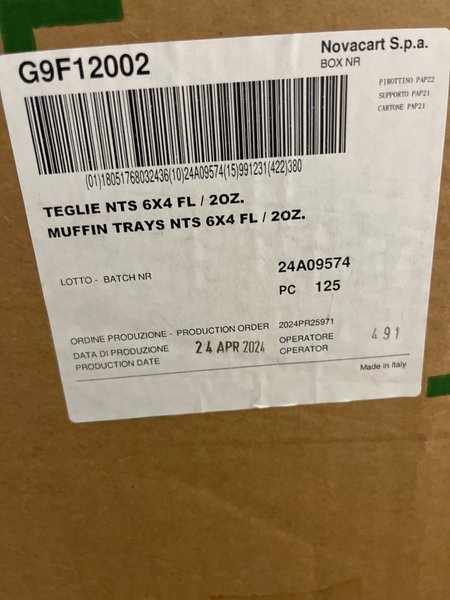 G9F12002
Novacart S.p.a.
BOX NR
PIROTTINO PAP22
SUPPORTO PAP21
CARTONE PAP21
(01)18051768032436(10)24A09574(15)991231(422)380
TEGLIE NTS 6X4 FL / 2OZ.
MUFFIN TRAYS NTS 6X4 FL / 2OZ.
LOTTO - BATCH NR
24A09574
PC 125
ORDINE PRODUZIONE - PRODUCTION ORDER 2024PR25971
DATA DI PRODUZIONE
PRODUCTION DATE
24 APR 2024
OPERATORE
OPERATOR
491
Made in Italy